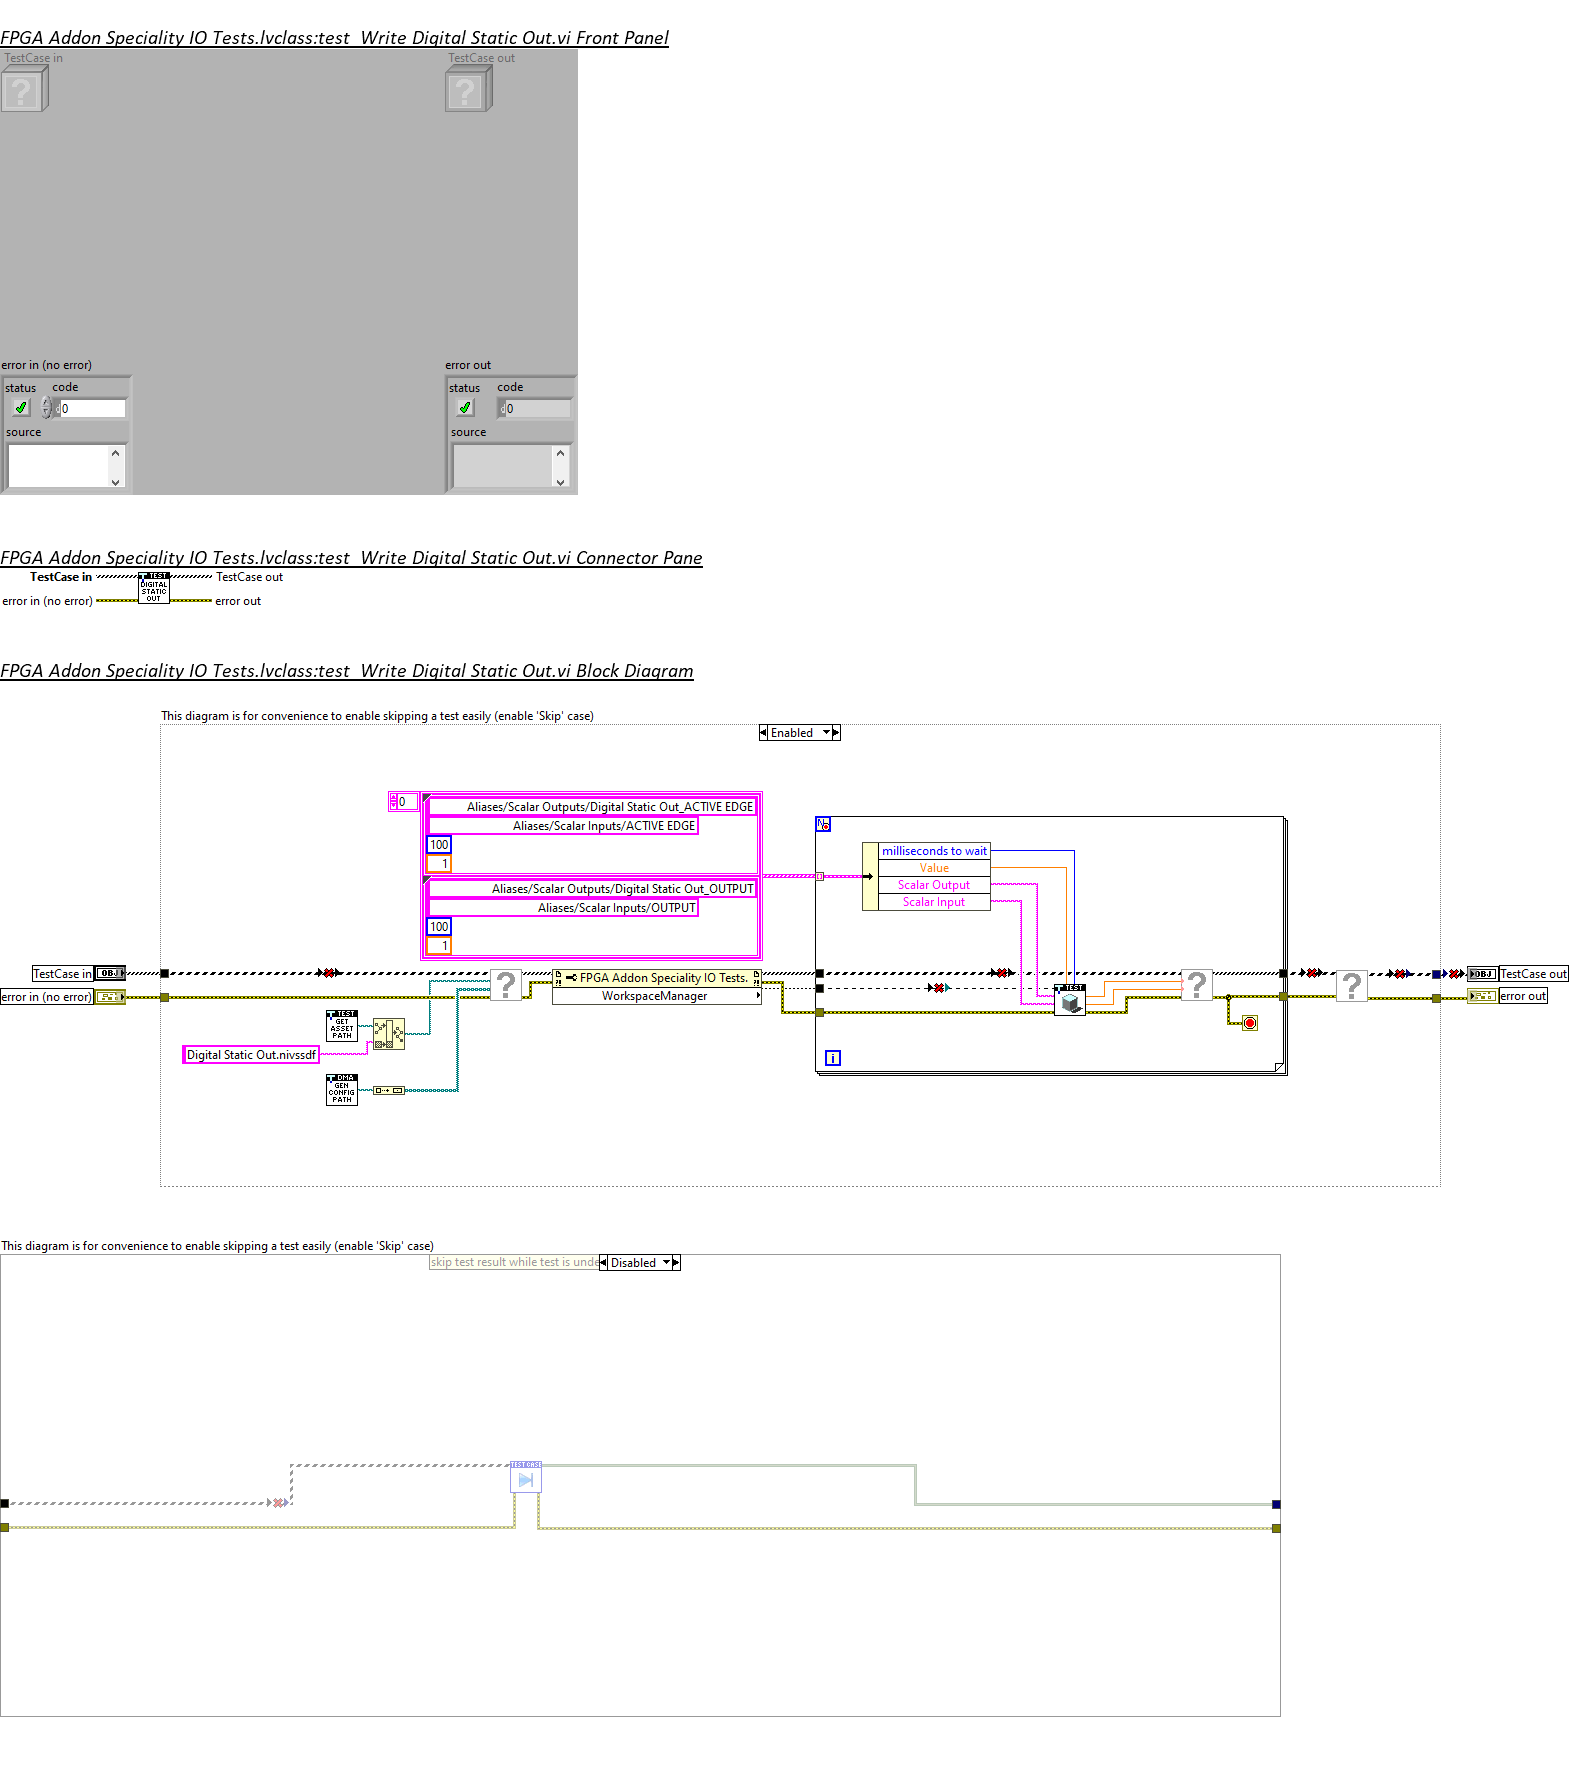 FPGA Addon Speciality IO Tests.lvclass:test_Write Digital Static Out.vi Front Panel
TestCase in
TestCase out
?
?
error in (no error)
error out
status
code
status
code
d
0
d
0
source
source
FPGA Addon Speciality IO Tests.lvclass:test_Write Digital Static Out.vi Connector Pane
TestCase in
TEST
DIGITAL
STATIC
OUT
TestCase out
error in (no error)
error out
FPGA Addon Speciality IO Tests.lvclass:test_Write Digital Static Out.vi Block Diagram
This diagram is for convenience to enable skipping a test easily (enable 'Skip' case)
Enabled
0
Aliases/Scalar Outputs/Digital Static Out_ACTIVE EDGE
Aliases/Scalar Inputs/ACTIVE EDGE
100
1
Aliases/Scalar Outputs/Digital Static Out_OUTPUT
Aliases/Scalar Inputs/OUTPUT
100
1
N
milliseconds to wait
Value
Scalar Output
Scalar Input
TestCase in
OBJ
error in (no error)
?
FPGA Addon Speciality IO Tests.
WorkspaceManager
TEST
?
?
OBJ
TestCase out
error out
TEST
GET
ASSET
PATH
Digital Static Out.nivssdf
DMA
GEN
CONFIG
PATH
i
This diagram is for convenience to enable skipping a test easily (enable 'Skip' case)
skip test result while test is unde
Disabled
TEST CASE